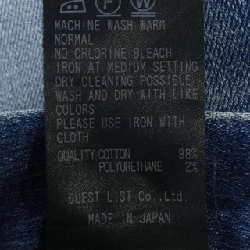 MACHINE WASH WARM
NORMAL
NO CHLORINE BLEACH
IRON AT MEDIUM SETTING
DRY CLEANING POSSIBLE
WASH AND DRY WITH LIKE
COLORS
PLEASE USE IRON WITH
CLOTH
QUALITY:COTTON 98%
POLYURETHANE 2%
GUEST LIST Co.,Ltd.
MADE IN JAPAN